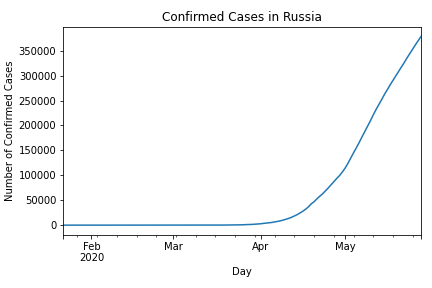 Confirmed Cases in Russia
Number of Confirmed Cases
350000
300000
250000
200000
150000
100000
50000
0
Feb
2020
Mar
Apr
May
Day